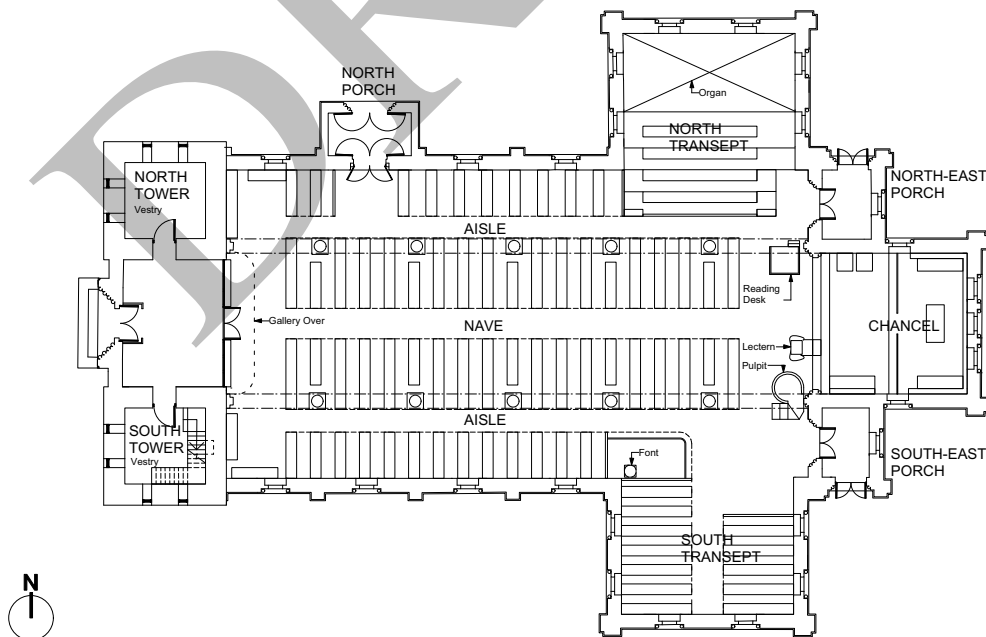 NORTH
PORCH
Organ
NORTH
TRANSEPT
NORTH
TOWER
Vestry
NORTH-EAST
PORCH
AISLE
Reading
Desk
Gallery Over
NAVE
CHANCEL
Lectern
Pulpit
AISLE
SOUTH
TOWER
Vestry
Font
SOUTH-EAST
PORCH
SOUTH
TRANSEPT
N